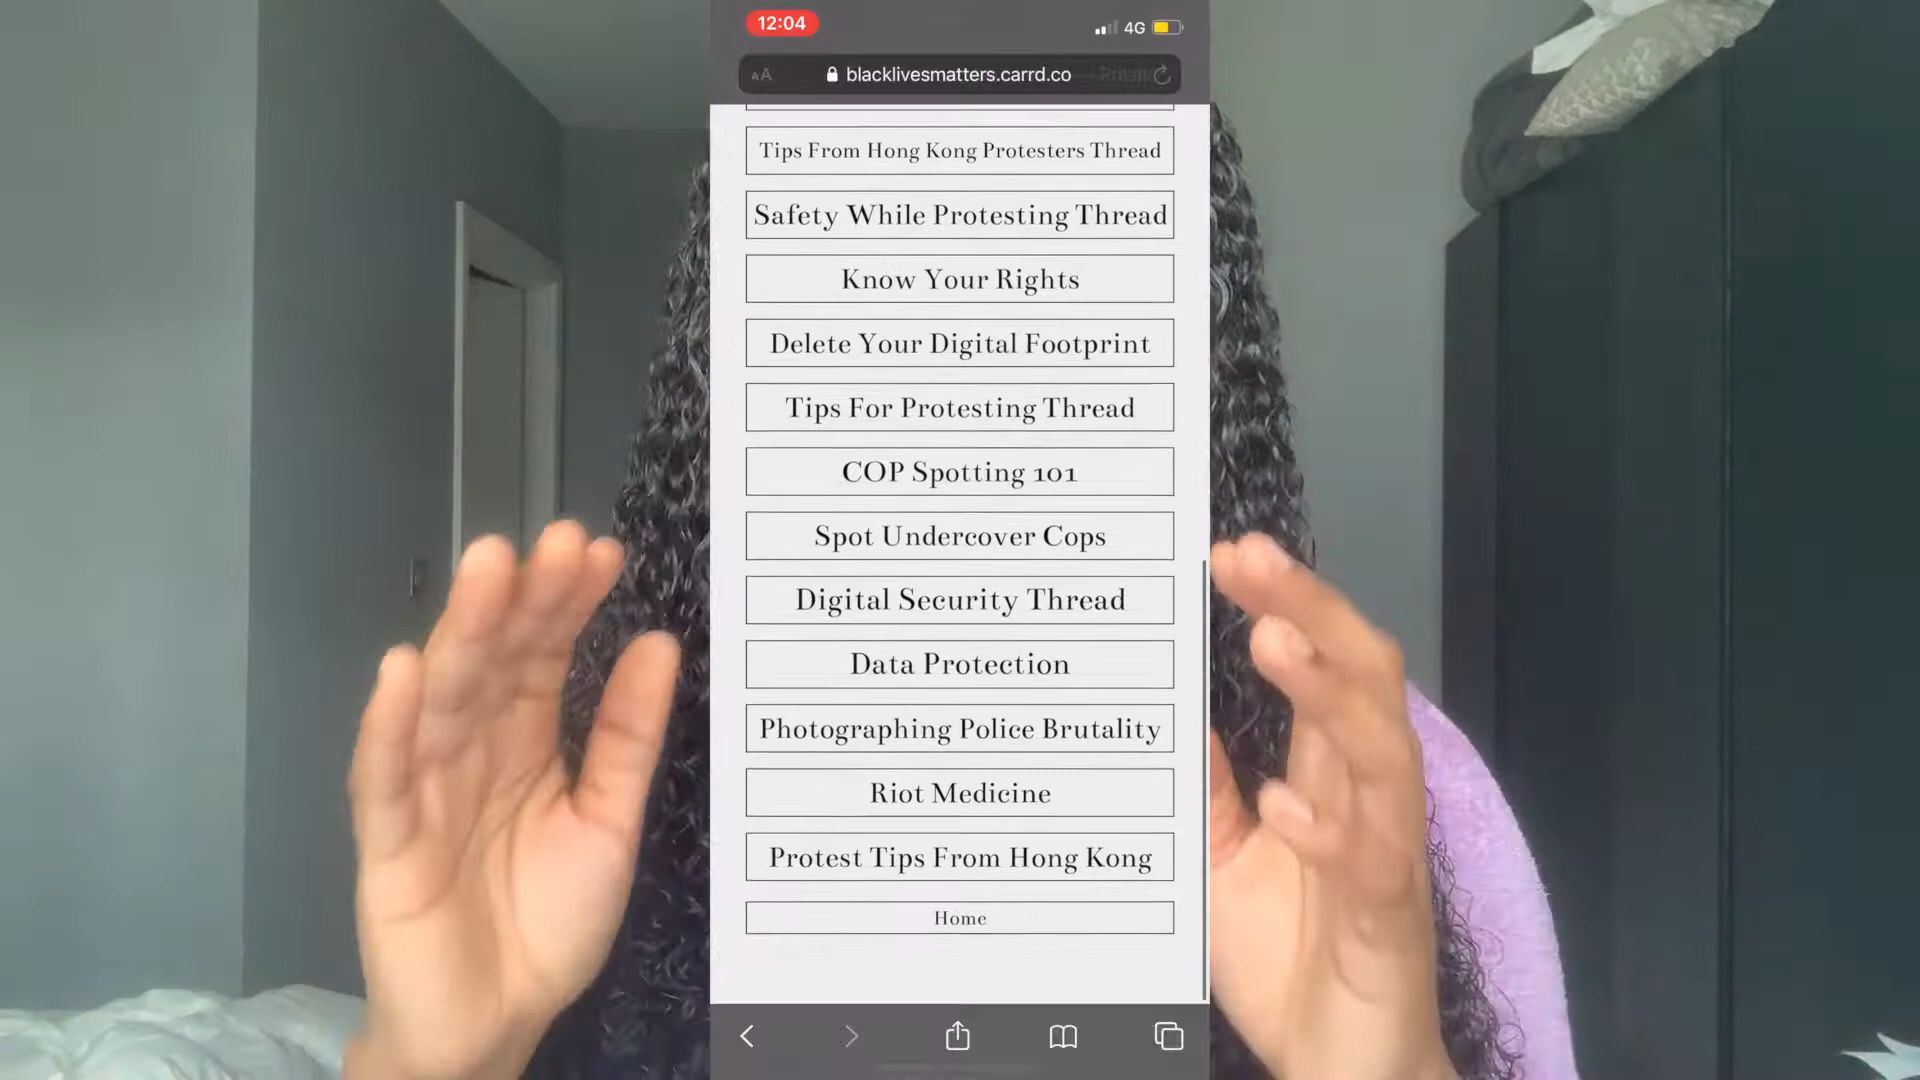 12:04
4G
AA
blacklivesmatters.carrd.co
Tips From Hong Kong Protesters Thread
Safety While Protesting Thread
Know Your Rights
Delete Your Digital Footprint
Tips For Protesting Thread
COP Spotting 101
Spot Undercover Cops
Digital Security Thread
Data Protection
Photographing Police Brutality
Riot Medicine
Protest Tips From Hong Kong
Home